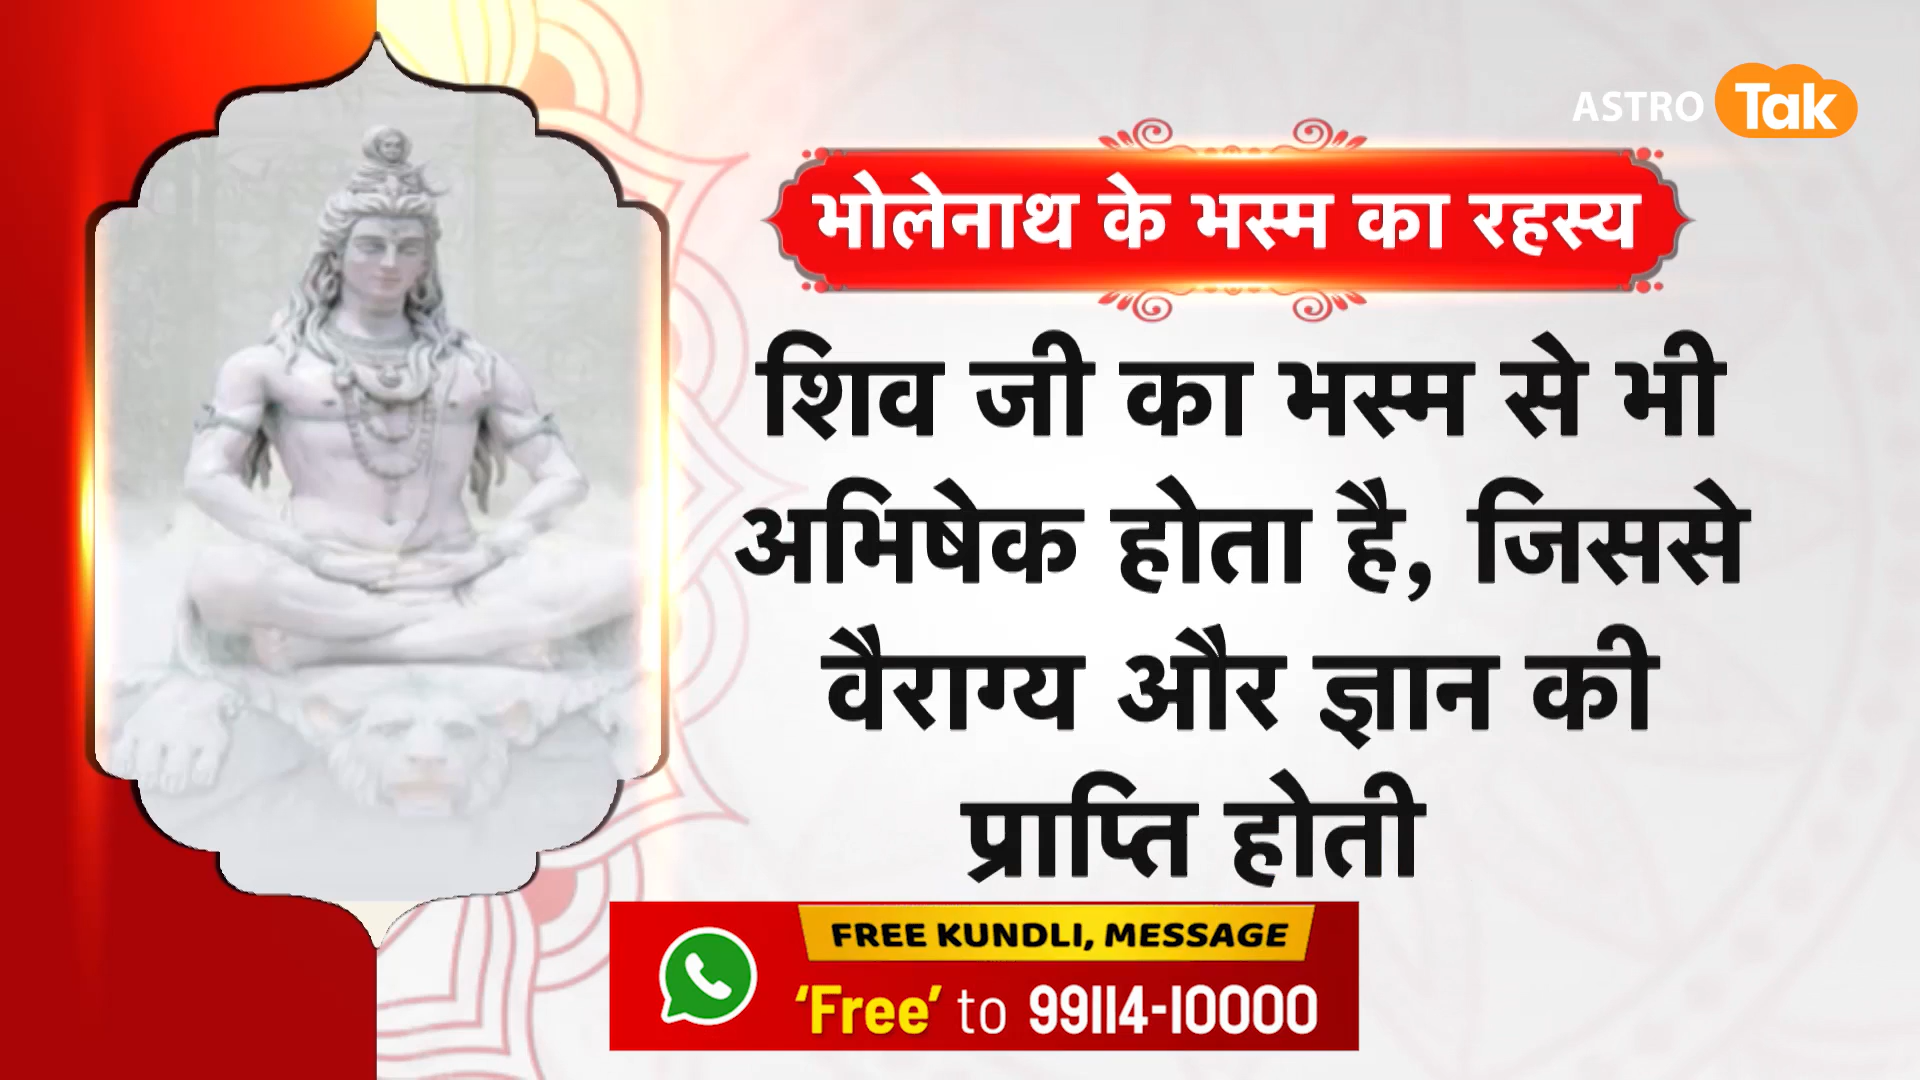 ASTRO Tak
भोलेनाथ के भस्म का रहस्य
शिव जी का भस्म से भी
अभिषेक होता है, जिससे
वैराग्य और ज्ञान की
प्राप्ति होती
FREE KUNDLI, MESSAGE
'Free' to 99114-10000